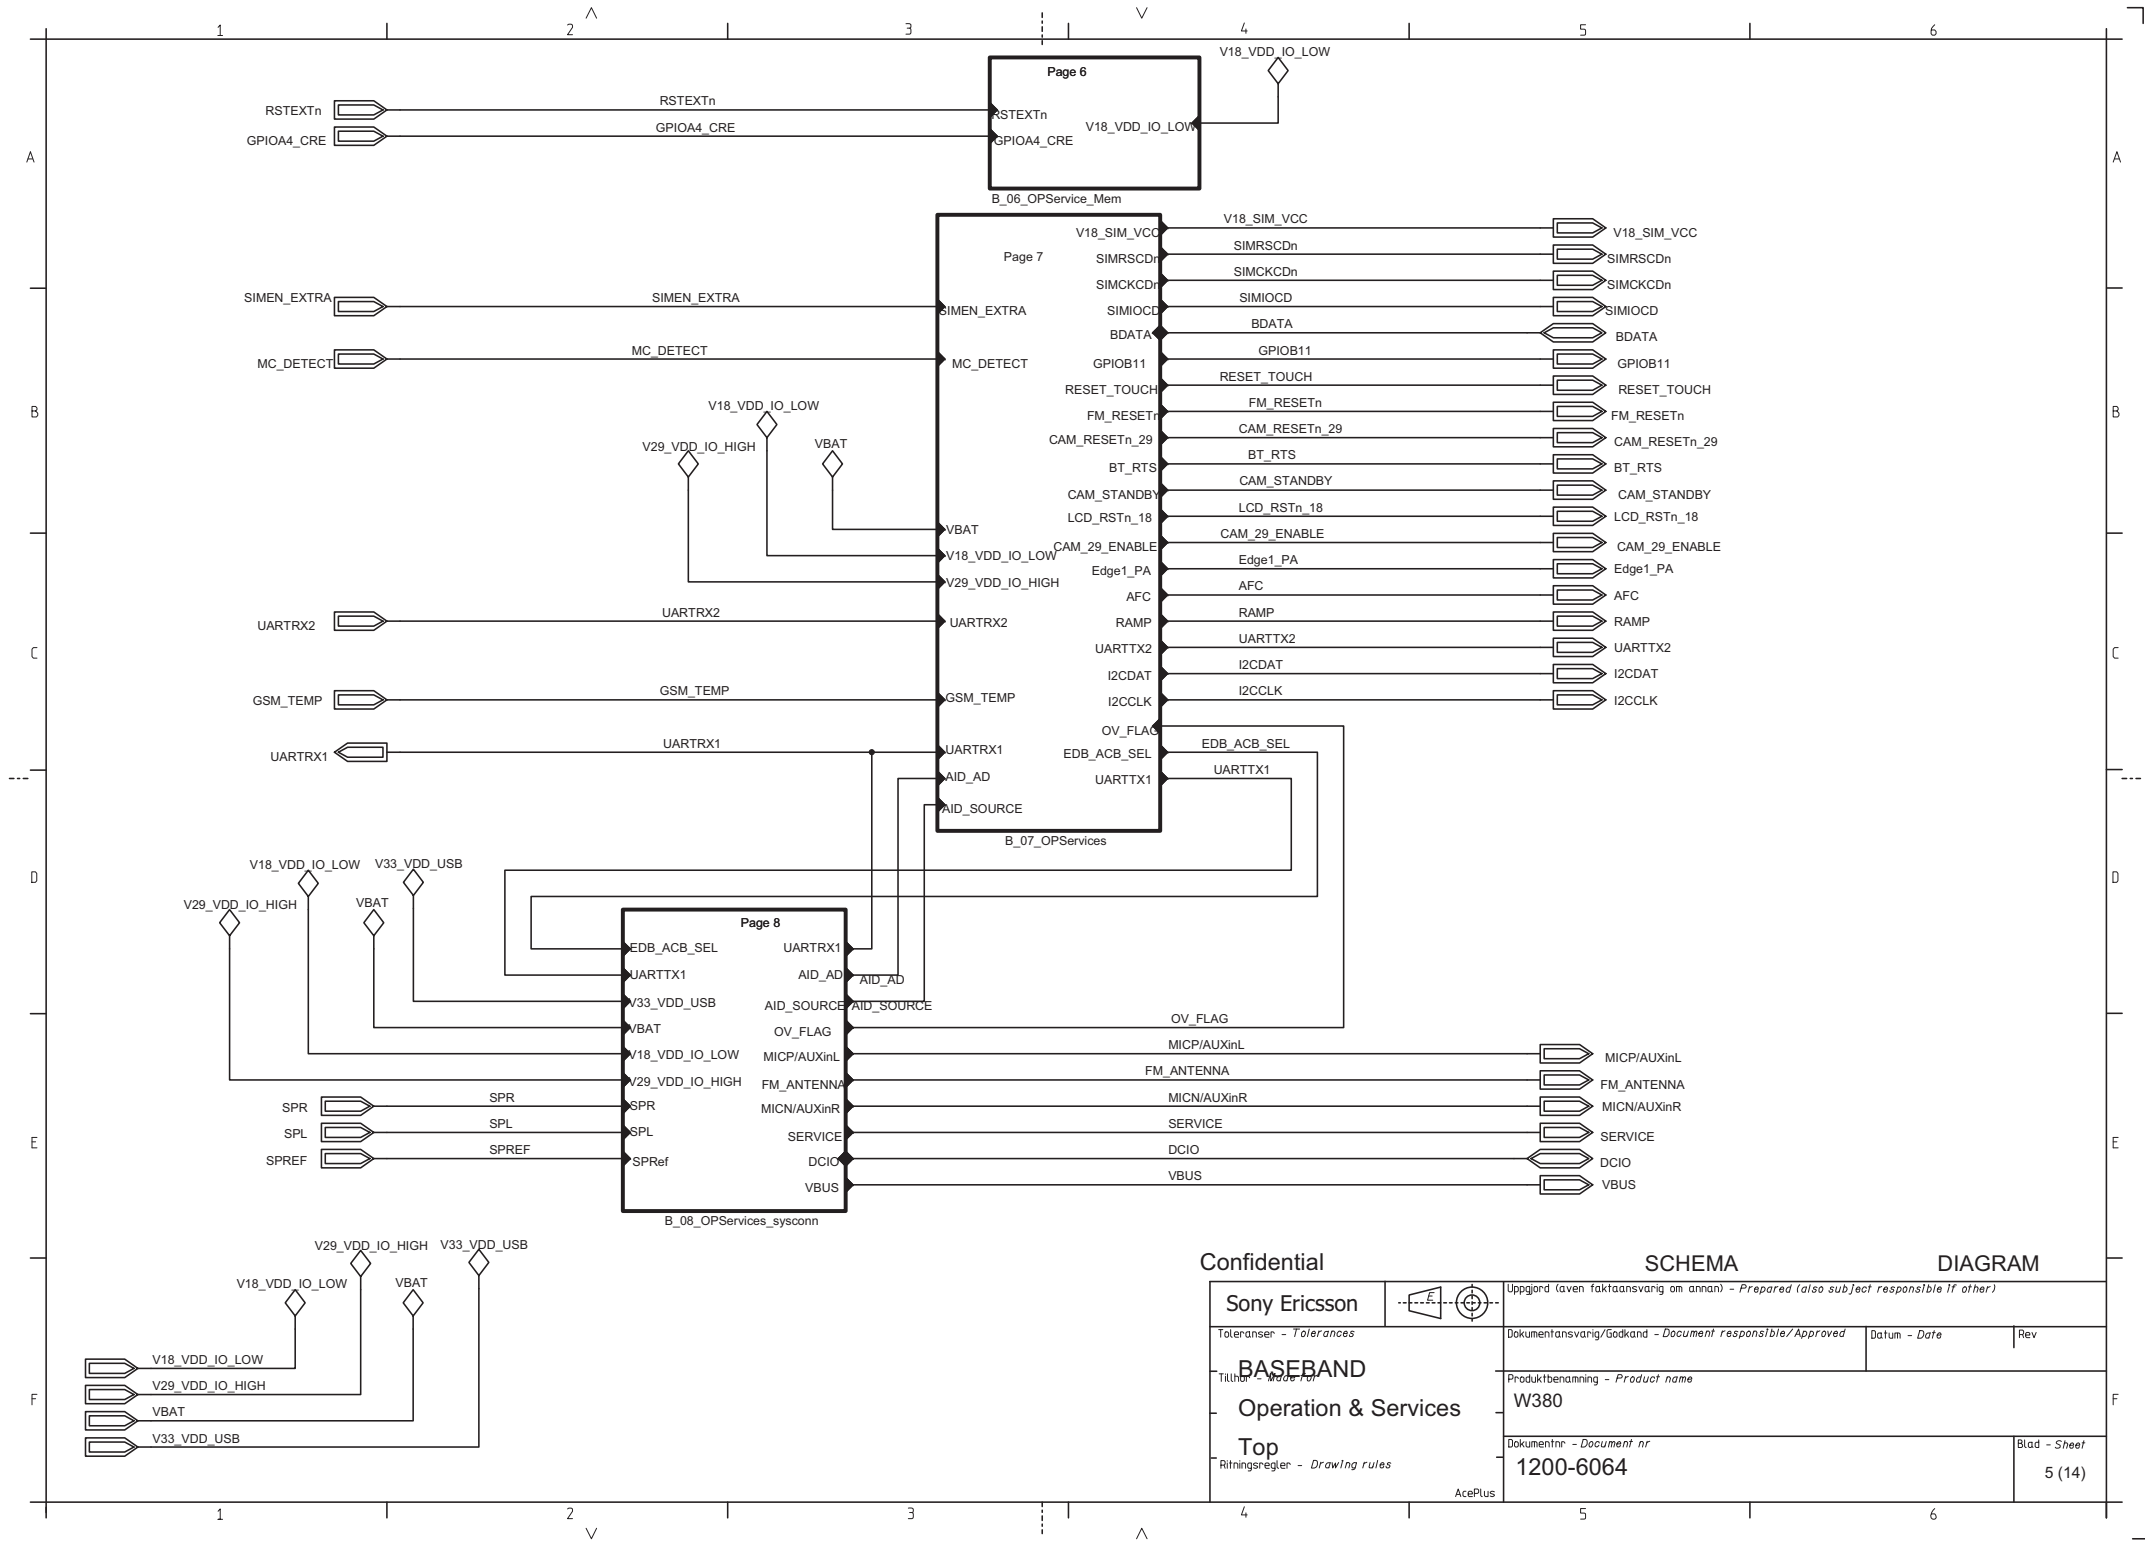 1 2 3 4 5 6
V18_VDD_IO_LOW
Page 6
RSTEXTn RSTEXTn RSTEXTn
GPIOA4_CRE GPIOA4_CRE GPIOA4_CRE
V18_VDD_IO_LOW
A A
B_06_OPService_Mem
Page 7
V18_SIM_VCC V18_SIM_VCC V18_SIM_VCC
SIMRSCDn SIMRSCDn SIMRSCDn
SIMCKCDn SIMCKCDn SIMCKCDn
SIMEN_EXTRA SIMEN_EXTRA SIMEN_EXTRA
SIMIOCD SIMIOCD SIMIOCD
BDATA BDATA BDATA
MC_DETECT MC_DETECT MC_DETECT
GPIOB11 GPIOB11 GPIOB11
RESET_TOUCH RESET_TOUCH RESET_TOUCH
B B
V18_VDD_IO_LOW
FM_RESETn FM_RESETn FM_RESETn
V29_VDD_IO_HIGH VBAT
CAM_RESETn_29 CAM_RESETn_29 CAM_RESETn_29
BT_RTS BT_RTS BT_RTS
CAM_STANDBY CAM_STANDBY CAM_STANDBY
LCD_RSTn_18 LCD_RSTn_18 LCD_RSTn_18
VBAT
CAM_29_ENABLE CAM_29_ENABLE CAM_29_ENABLE
V18_VDD_IO_LOW
Edge1_PA Edge1_PA Edge1_PA
V29_VDD_IO_HIGH
AFC AFC AFC
UARTRX2 UARTRX2 UARTRX2
RAMP RAMP RAMP
UARTTX2 UARTTX2 UARTTX2
C C
I2CDAT I2CDAT I2CDAT
GSM_TEMP GSM_TEMP GSM_TEMP
I2CCLK I2CCLK I2CCLK
OV_FLAG
UARTRX1 UARTRX1 UARTRX1
EDB_ACB_SEL EDB_ACB_SEL
AID_AD
UARTTX1 UARTTX1
AID_SOURCE
B_07_OPServices
D D
V18_VDD_IO_LOW V33_VDD_USB
V29_VDD_IO_HIGH VBAT
Page 8
EDB_ACB_SEL UARTRX1
UARTTX1 AID_AD AID_AD
V33_VDD_USB AID_SOURCE AID_SOURCE
VBAT OV_FLAG OV_FLAG
V18_VDD_IO_LOW MICP/AUXinL MICP/AUXinL MICP/AUXinL
V29_VDD_IO_HIGH FM_ANTENNA FM_ANTENNA FM_ANTENNA
SPR SPR SPR MICN/AUXinR MICN/AUXinR MICN/AUXinR
SPL SPL SPL SERVICE SERVICE SERVICE
E E
SPREF SPREF SPRef DCIO DCIO DCIO
VBUS VBUS VBUS
B_08_OPServices_sysconn
V29_VDD_IO_HIGH V33_VDD_USB
V18_VDD_IO_LOW VBAT
V18_VDD_IO_LOW
V29_VDD_IO_HIGH
VBAT
V33_VDD_USB
F F
Confidential SCHEMA DIAGRAM
Sony Ericsson E
Uppgjord (aven faktaansvarig om annan) - Prepared (also subject responsible if other)
Toleranser - Tolerances
Dokumentansvarig/Godkand - Document responsible/Approved Datum - Date Rev
BASEBAND
Tillhor - Made for
Produktbenamning - Product name
W380
Operation & Services
Top
Dokumentnr - Document nr Blad - Sheet
1200-6064 5 (14)
Ritningsregler - Drawing rules
AcePlus
1 2 3 4 5 6